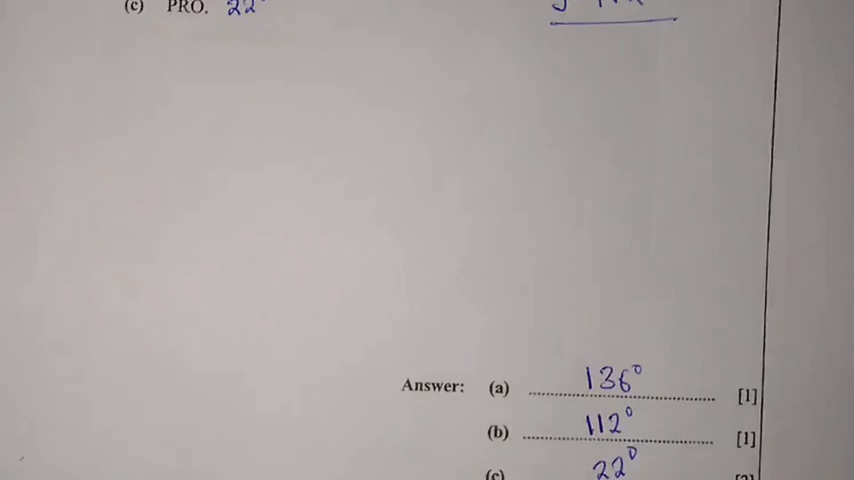 (c) PRO. 22°
Answer: (a) 136° [1]
(b) 112° [1]
(c) 22°